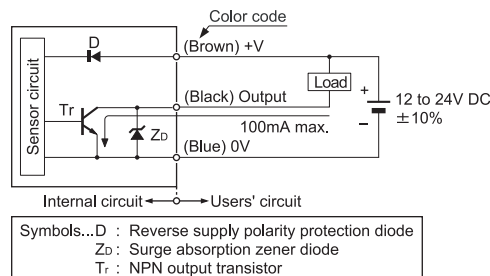 Color code
D
(Brown) +V
Load
+
Sensor circuit
(Black) Output
12 to 24V DC
±10%
Tr
ZD
100mA max.
−
(Blue) 0V
Internal circuit
Users' circuit
Symbols...D : Reverse supply polarity protection diode
ZD : Surge absorption zener diode
Tr : NPN output transistor